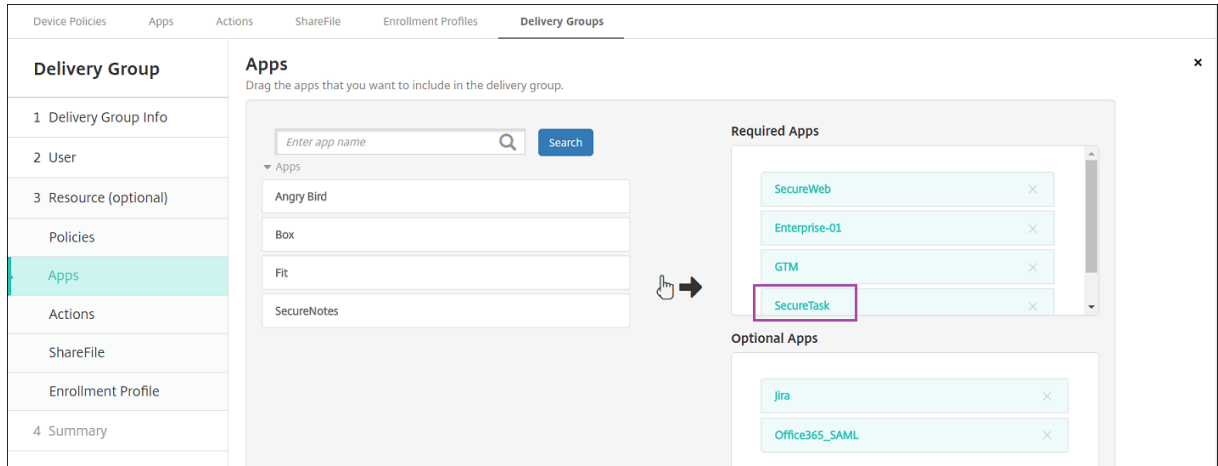 Device Policies Apps Actions ShareFile Enrollment Profiles Delivery Groups
Delivery Group
1 Delivery Group Info
2 User
3 Resource (optional)
Policies
Apps
Actions
ShareFile
Enrollment Profile
4 Summary
Apps
Drag the apps that you want to include in the delivery group.
Enter app name
Search
Apps
Angry Bird
Box
Fit
SecureNotes
Required Apps
SecureWeb
Enterprise-01
GTM
SecureTask
Optional Apps
Jira
Office365_SAML